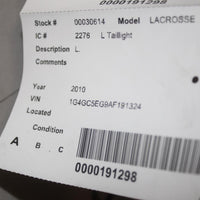 0000191298
Stock # 00030614 Model LACROSSE
IC # 2276 L Taillight
Description L.
Comments
Year 2010
VIN 1G4GC5EG9AF191324
Located
Condition
A B . C
0000191298